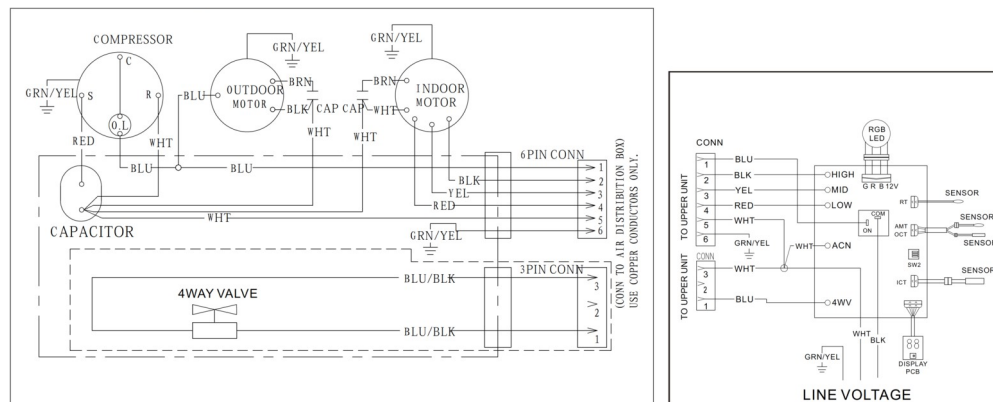 COMPRESSOR
C
S
R
O.L
GRN/YEL
RED
WHT
BLU
GRN/YEL
OUTDOOR
MOTOR
BRN
BLK
CAP
CAP
WHT
WHT
GRN/YEL
BRN
WHT
INDOOR
MOTOR
BLU
BLU
WHT
CAPACITOR
6PIN CONN
BLK
YEL
RED
GRN/YEL
1
2
3
4
5
6
(CONN TO AIR DISTRIBUTION BOX)
USE COPPER CONDUCTORS ONLY.
4WAY VALVE
BLU/BLK
BLU/BLK
3PIN CONN
3
2
1
CONN
TO UPPER UNIT
1
2
3
4
5
6
BLU
BLK
YEL
RED
WHT
GRN/YEL
CONN
TO UPPER UNIT
3
2
1
WHT
BLU
WHT
HIGH
MID
LOW
ACN
4WV
RGB
LED
G R B 12V
COM
ON
RT
SENSOR
AMT
OCT
SENSOR
SENSOR
SW2
ICT
SENSOR
DISPLAY
PCB
WHT
BLK
GRN/YEL
LINE VOLTAGE